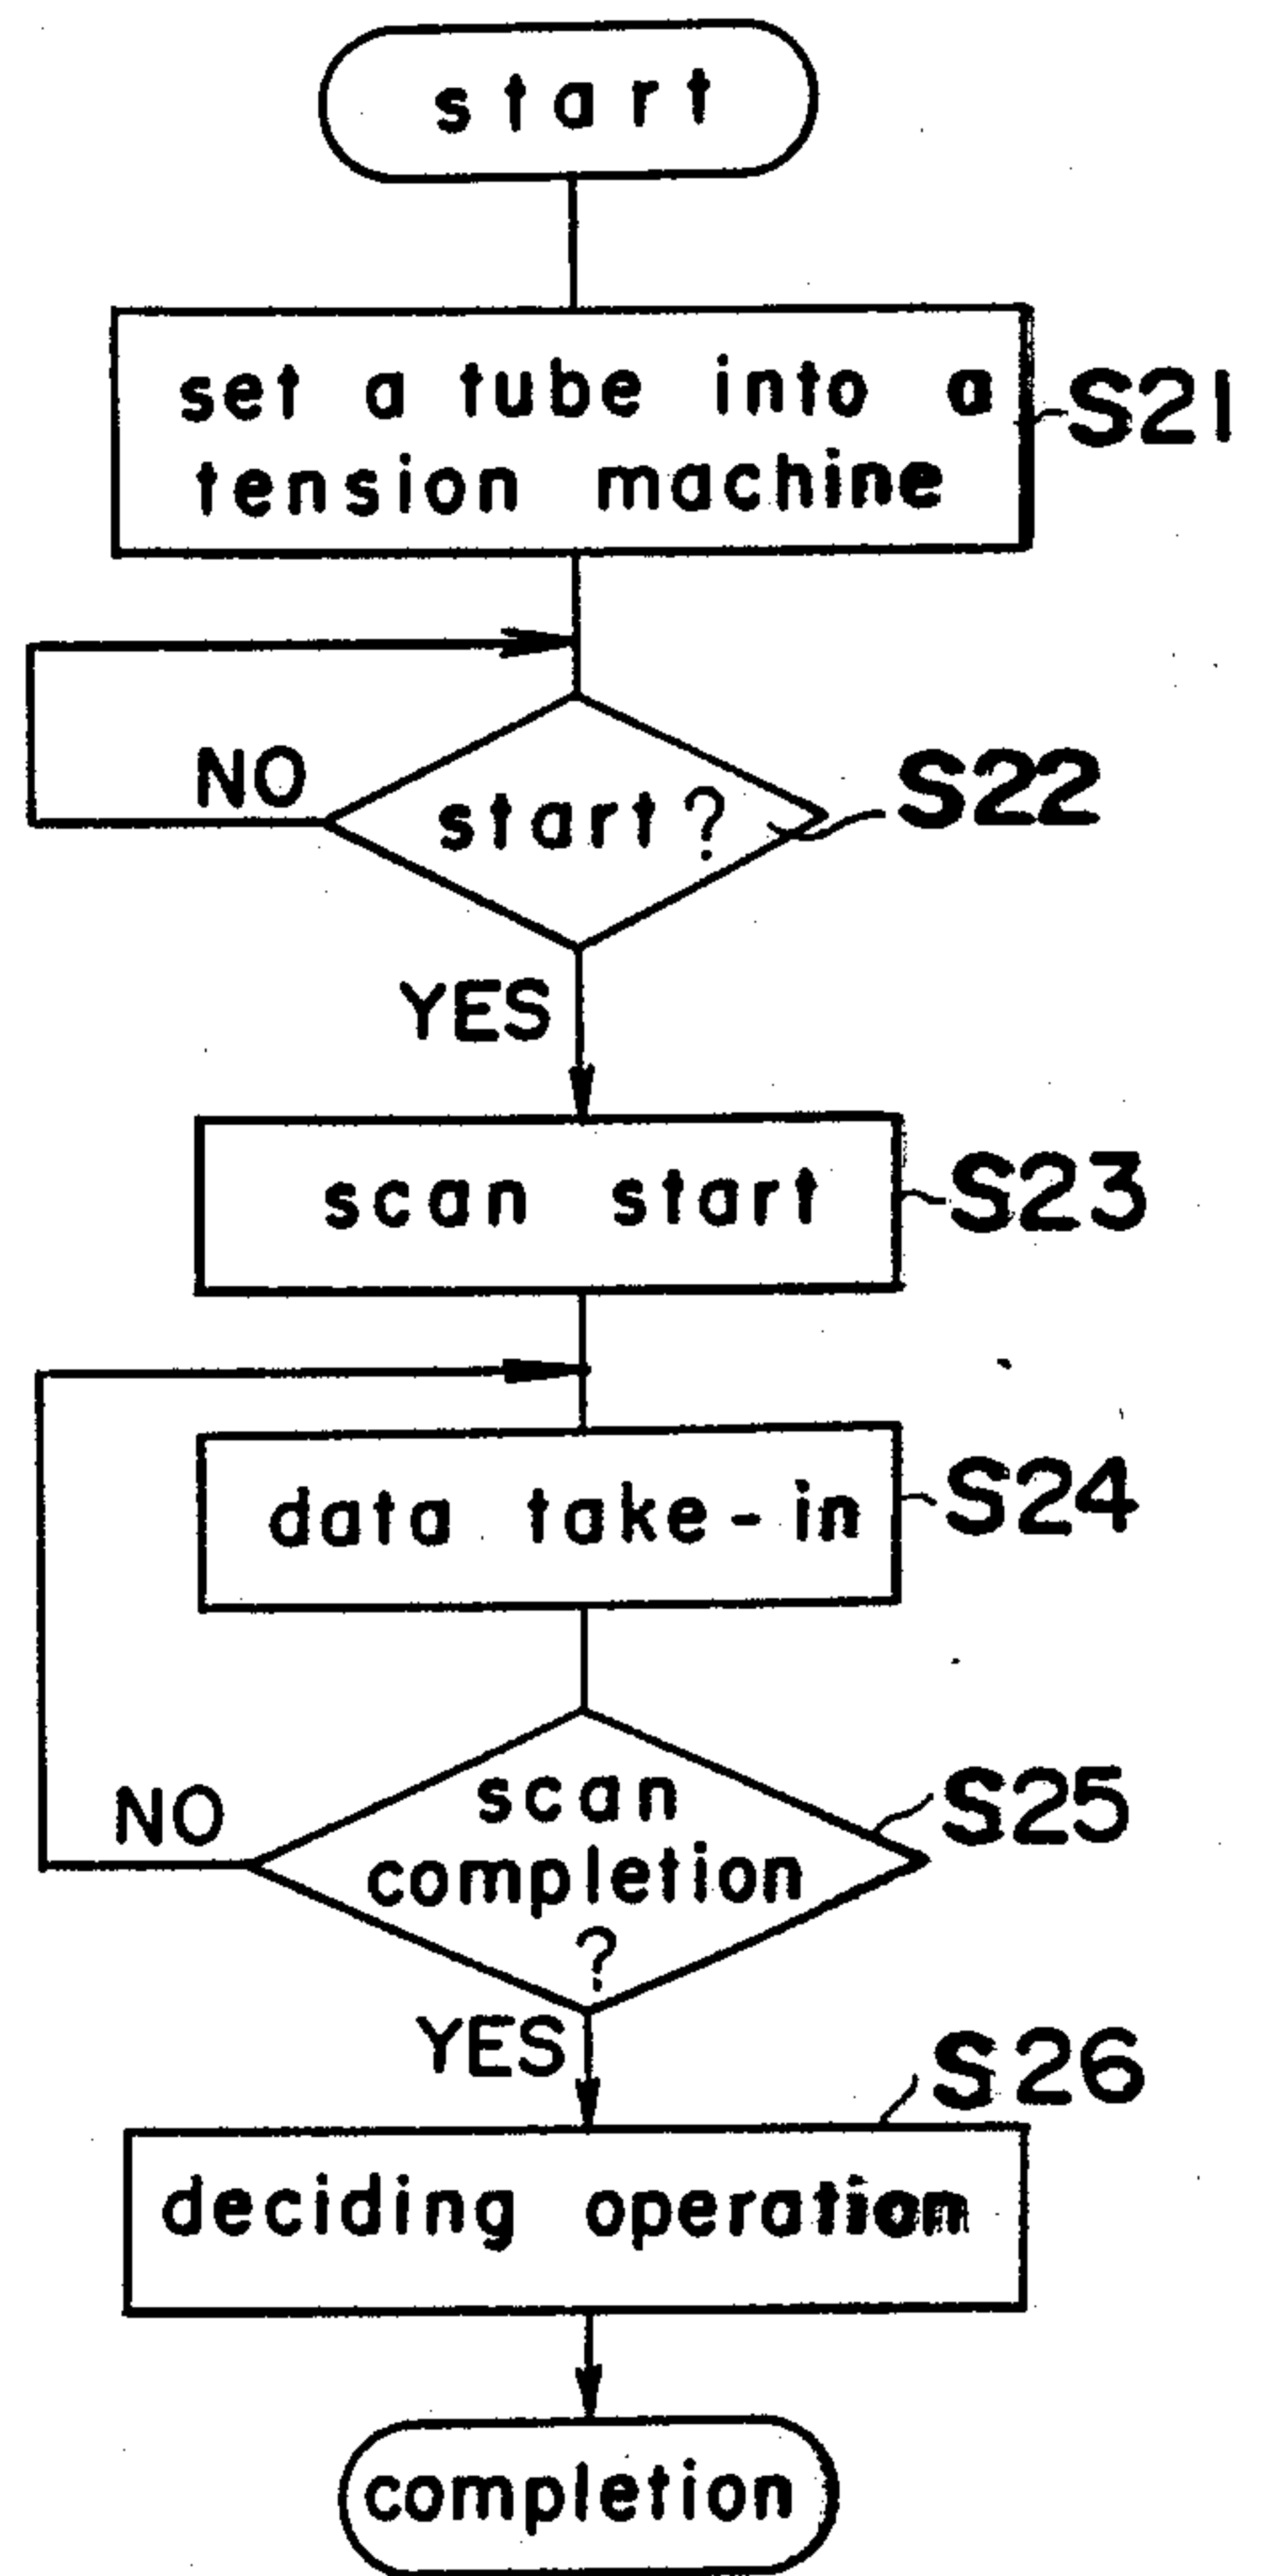 start
set a tube into a
tension machine
S21
NO
start?
S22
YES
scan start
S23
data take-in
S24
NO
scan
completion
?
S25
YES
S26
deciding operation
completion